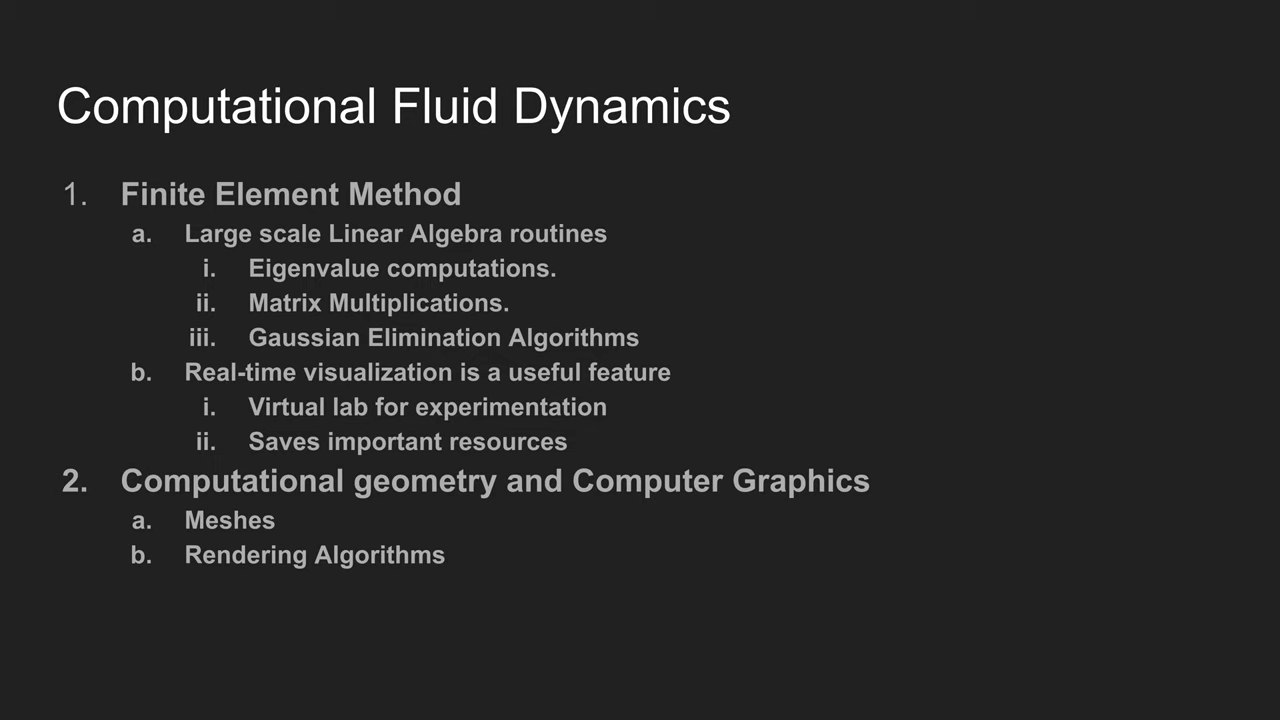 Computational Fluid Dynamics
1. Finite Element Method
a. Large scale Linear Algebra routines
i. Eigenvalue computations.
ii. Matrix Multiplications.
iii. Gaussian Elimination Algorithms
b. Real-time visualization is a useful feature
i. Virtual lab for experimentation
ii. Saves important resources
2. Computational geometry and Computer Graphics
a. Meshes
b. Rendering Algorithms